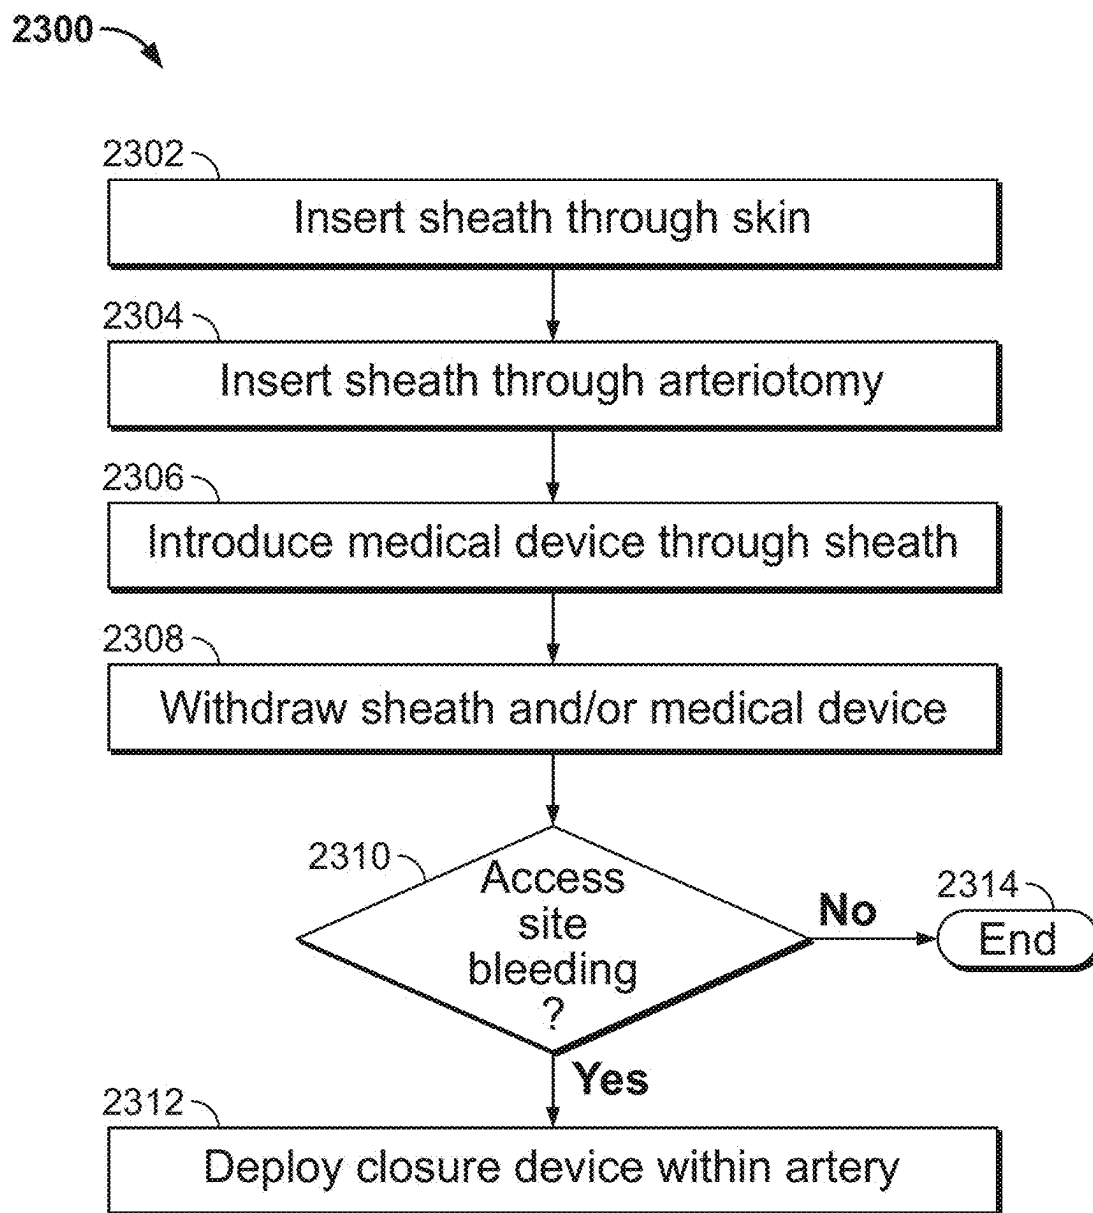 2300
2302
Insert sheath through skin
2304
Insert sheath through arteriotomy
2306
Introduce medical device through sheath
2308
Withdraw sheath and/or medical device
2310
Access
site
bleeding
?
No
2314
End
Yes
2312
Deploy closure device within artery